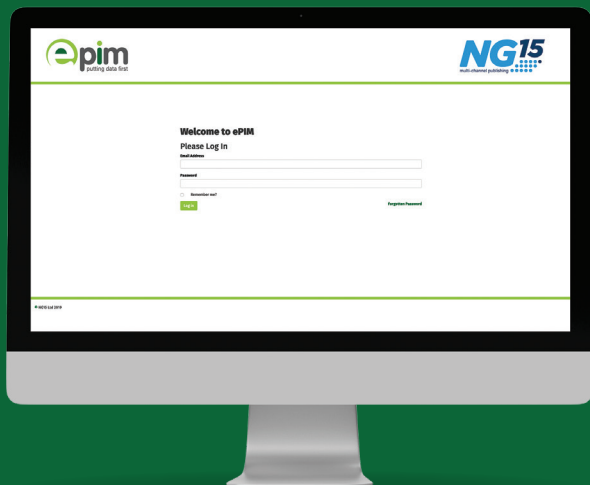 epim
putting data first
NG15
multi-channel publishing
Welcome to ePIM
Please Log In
Email Address
Password
Remember me?
Log in
Forgotten Password
© NG15 Ltd 2019